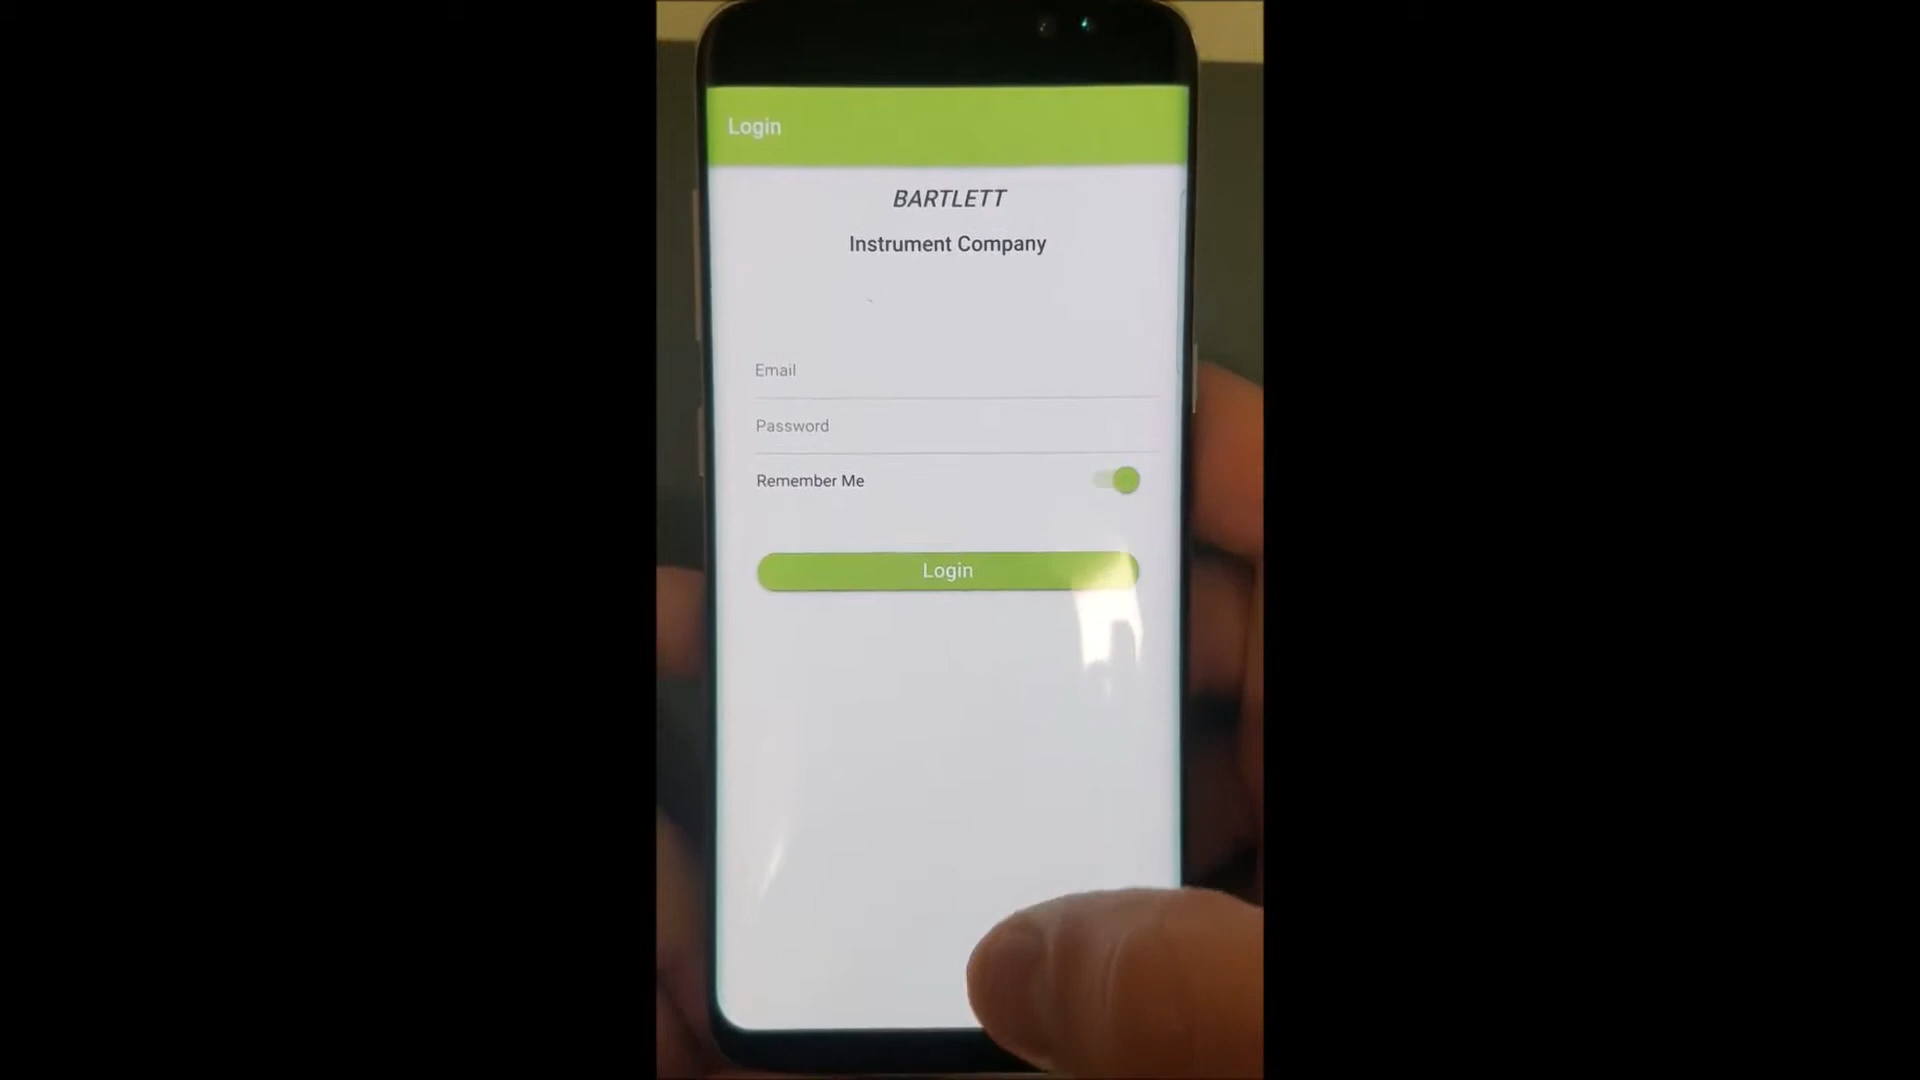 Login
BARTLETT
Instrument Company
Email
Password
Remember Me
Login